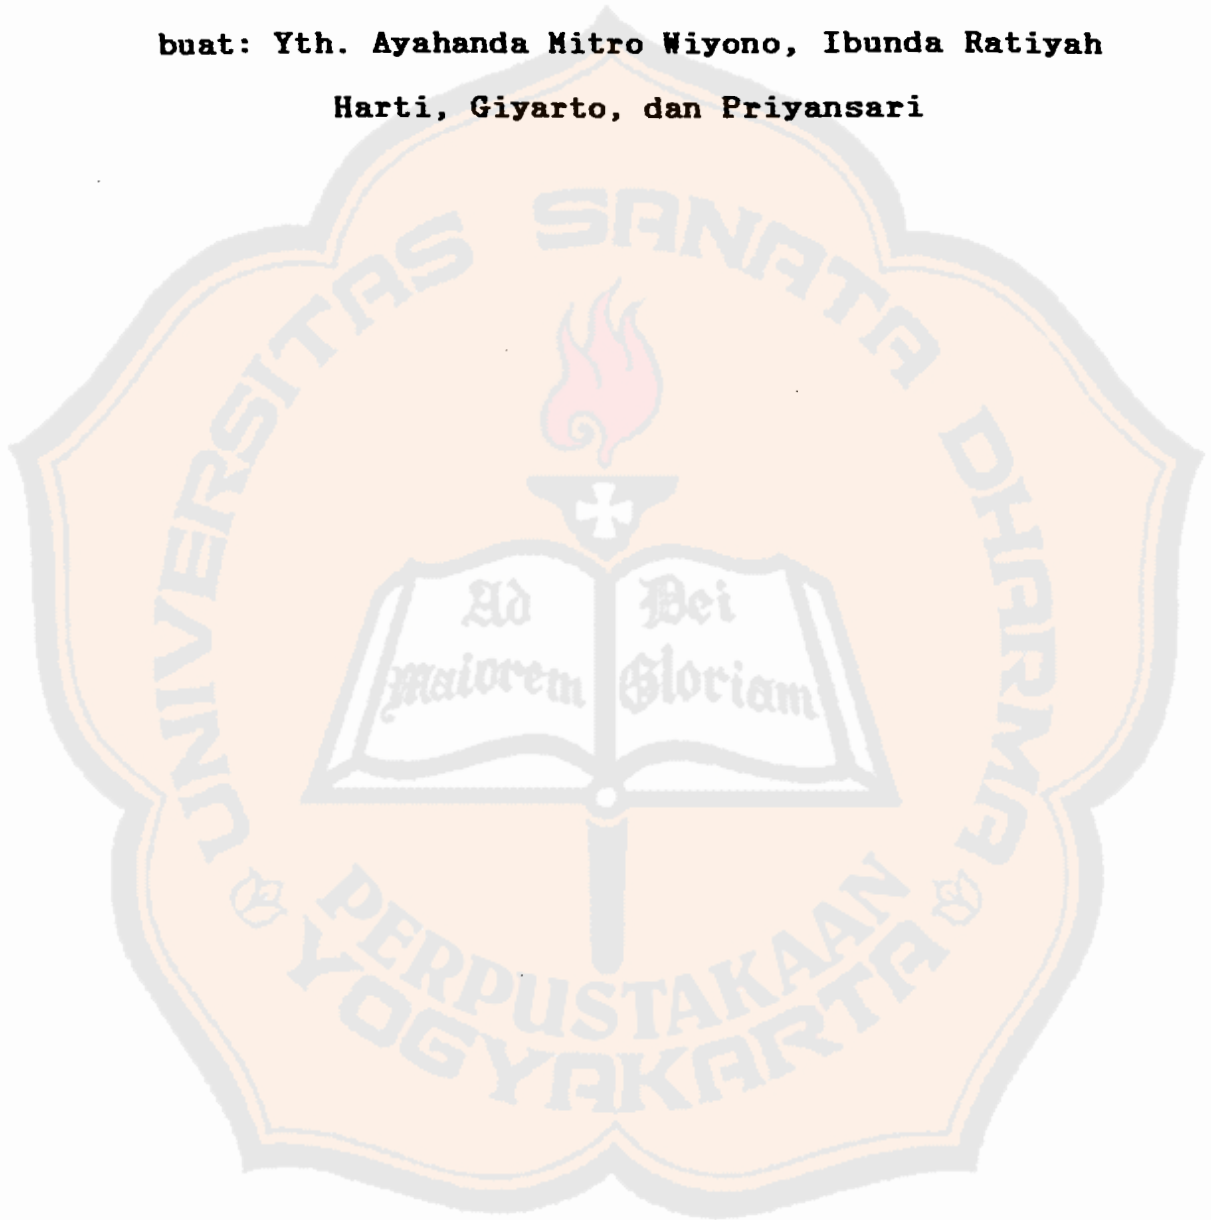 buat: Yth. Ayahanda Mitro Wiyono, Ibunda Ratiyah
Harti, Giyarto, dan Priyansari
UNIVERSITAS SANATA DHARMA
Ad
Maiorem
Dei
Gloriam
PERPUSTAKAAN
YOGYAKARTA